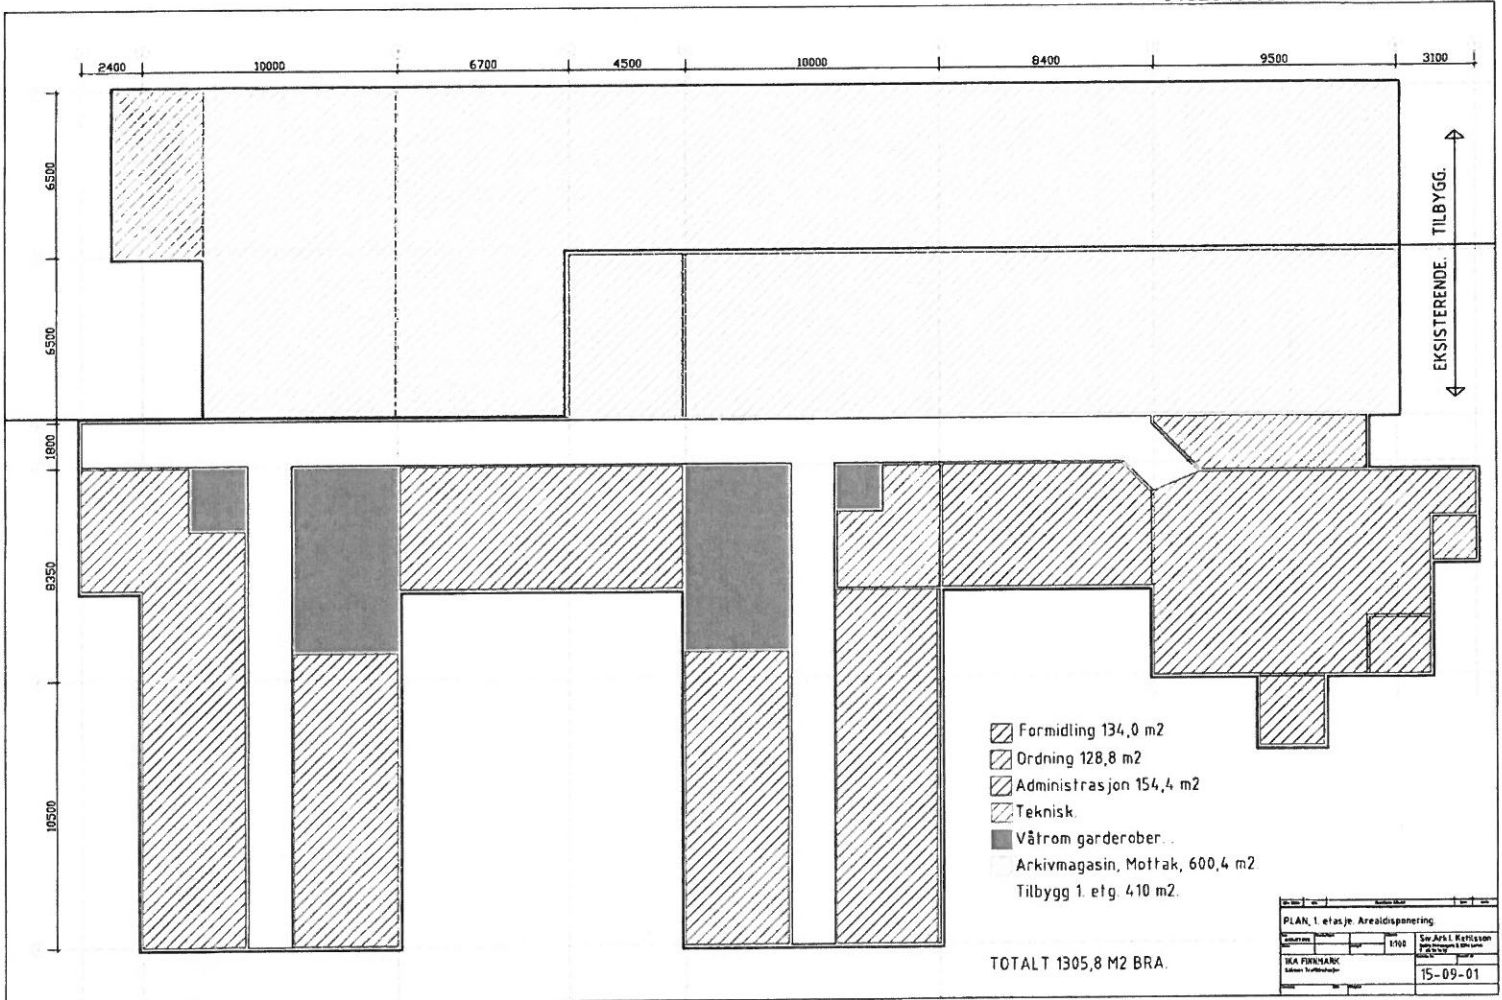 2400 10000 6700 4500 10000 8400 9500 3100
6500
6500
1800
8350
10500
TILBYGG.
EKSISTERENDE.
Formidling 134,0 m2
Ordning 128,8 m2
Administrasjon 154,4 m2
Teknisk.
Våtrom garderober. .
Arkivmagasin, Mottak, 600,4 m2.
Tilbygg 1. etg. 410 m2.
TOTALT 1305,8 M2 BRA.
PLAN, 1. etasje. Arealdisponering.
1:100
Siv.Ark I. Ketilsson
IKA FINNMARK
15-09-01